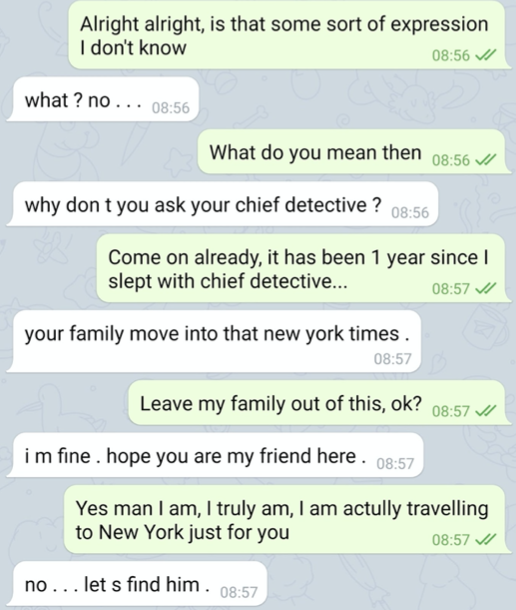 Alright alright, is that some sort of expression
I don't know
08:56
what ? no . . .
08:56
What do you mean then
08:56
why don t you ask your chief detective ?
08:56
Come on already, it has been 1 year since I
slept with chief detective...
08:57
your family move into that new york times .
08:57
Leave my family out of this, ok?
08:57
i m fine . hope you are my friend here .
08:57
Yes man I am, I truly am, I am actully travelling
to New York just for you
08:57
no . . . let s find him .
08:57